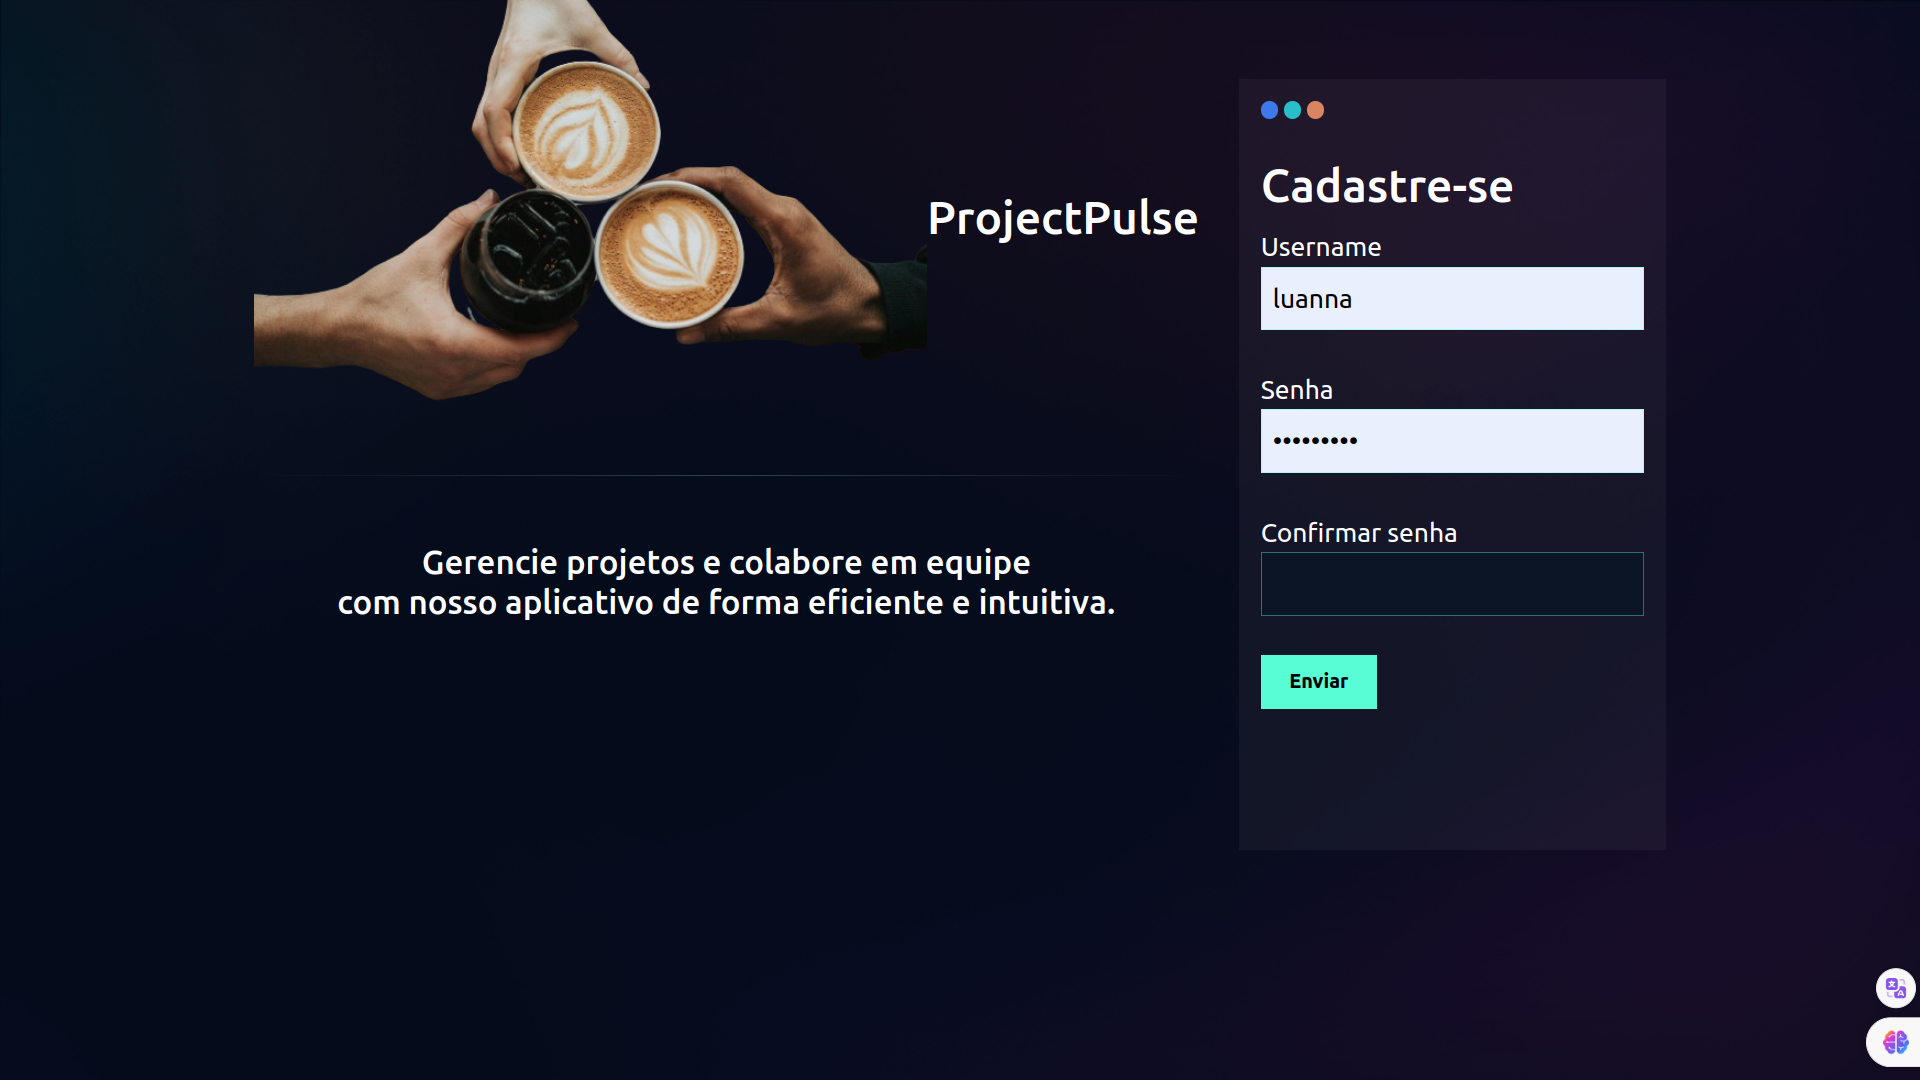 ProjectPulse
Gerencie projetos e colabore em equipe
com nosso aplicativo de forma eficiente e intuitiva.
Cadastre-se
Username
luanna
Senha
•••••••••
Confirmar senha
Enviar